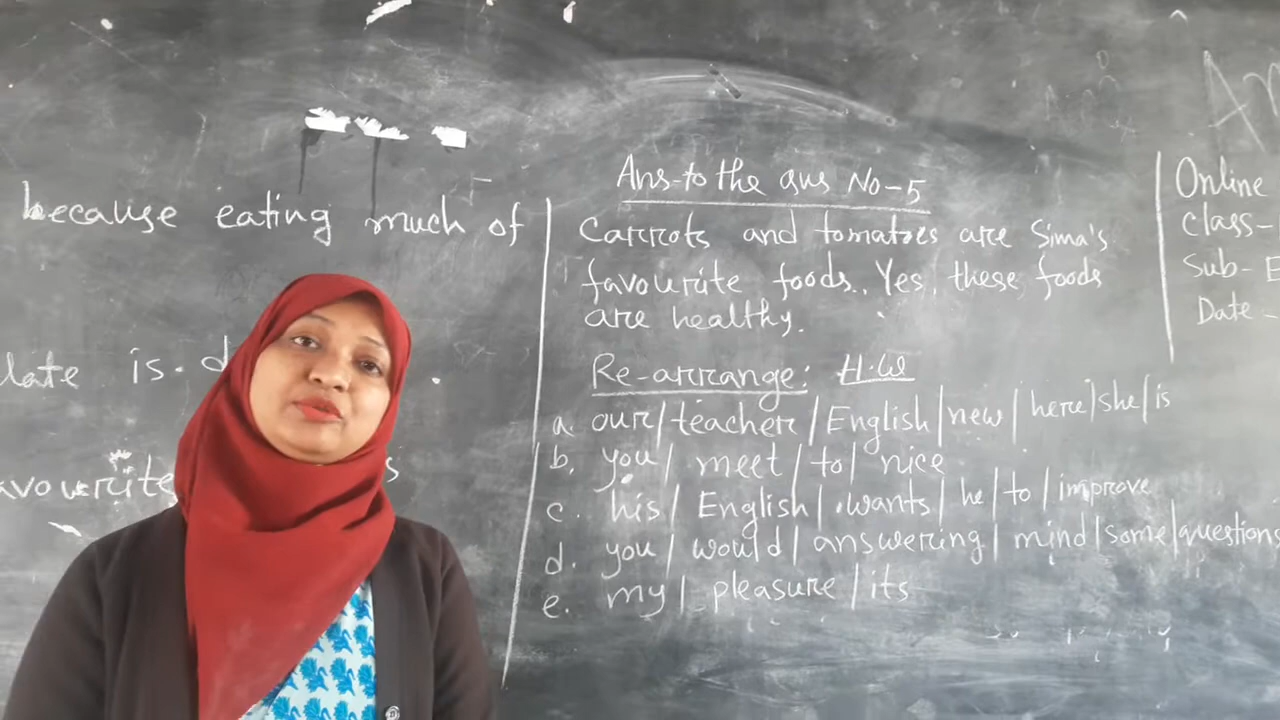 because eating much of
late is.
avourite
Ans-to the qus No-5
Carrots and tomatoes are Sima's
favourite foods. Yes, these foods
are healthy.
Re-arrange: H.W
a. our/teacher/English/new/here/she/is
b. you/ meet/to/ nice
c. his/ English/ wants/ he/to/improve
d. you/ would/ answering/ mind/some/questions
e. my/ pleasure/its
Online
Class-
Sub- E
Date -